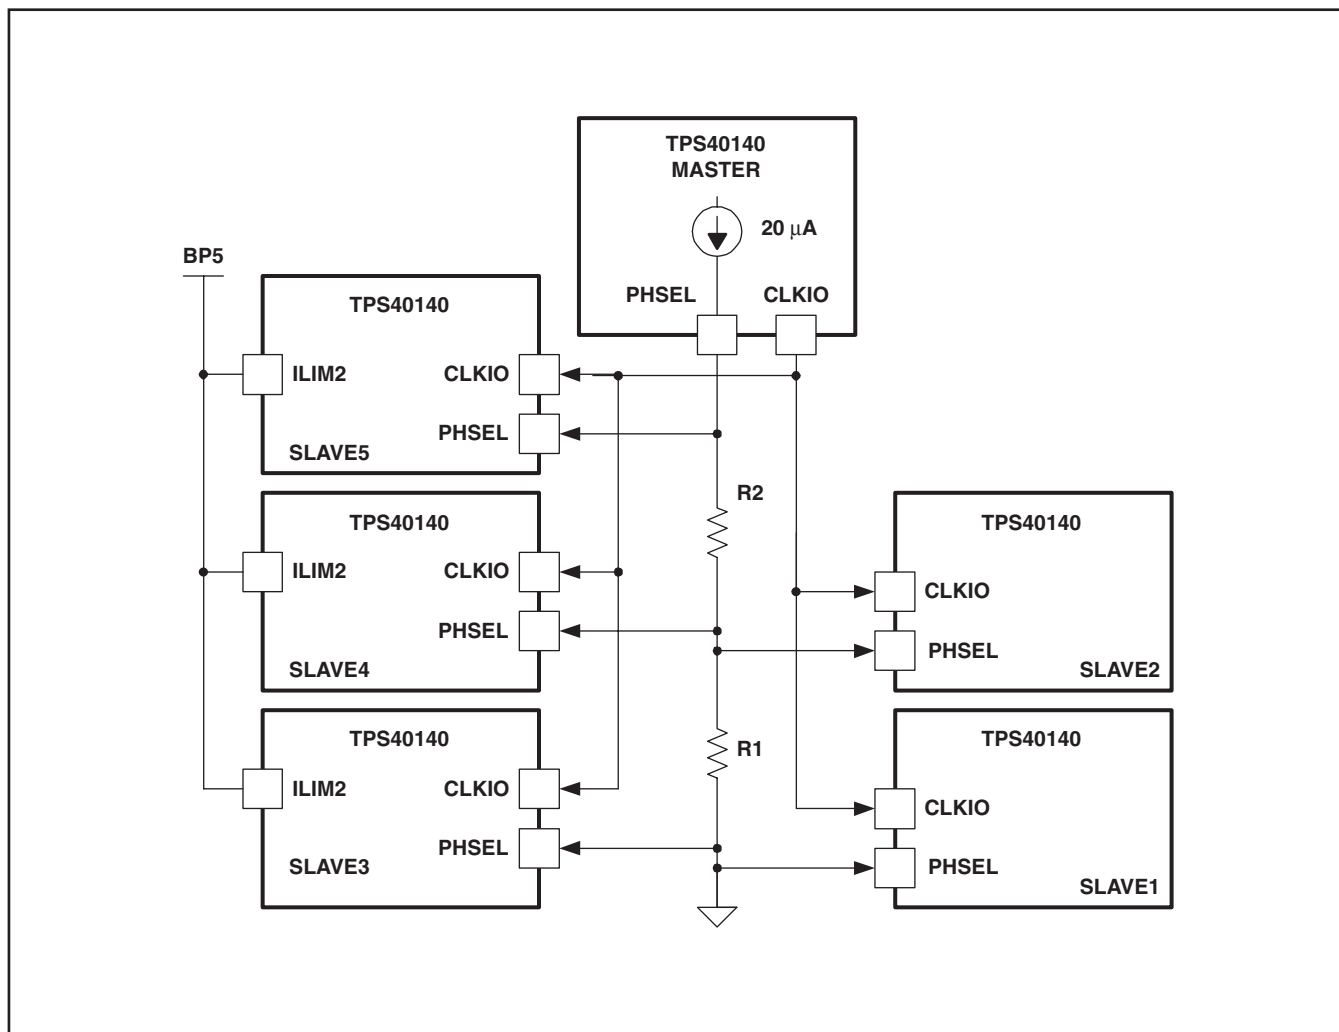 TPS40140
MASTER
20 μA
PHSEL
CLKIO
BP5
TPS40140
ILIM2
CLKIO
PHSEL
SLAVE5
R2
TPS40140
ILIM2
CLKIO
PHSEL
SLAVE4
TPS40140
CLKIO
PHSEL
SLAVE2
R1
TPS40140
ILIM2
CLKIO
PHSEL
SLAVE3
TPS40140
CLKIO
PHSEL
SLAVE1